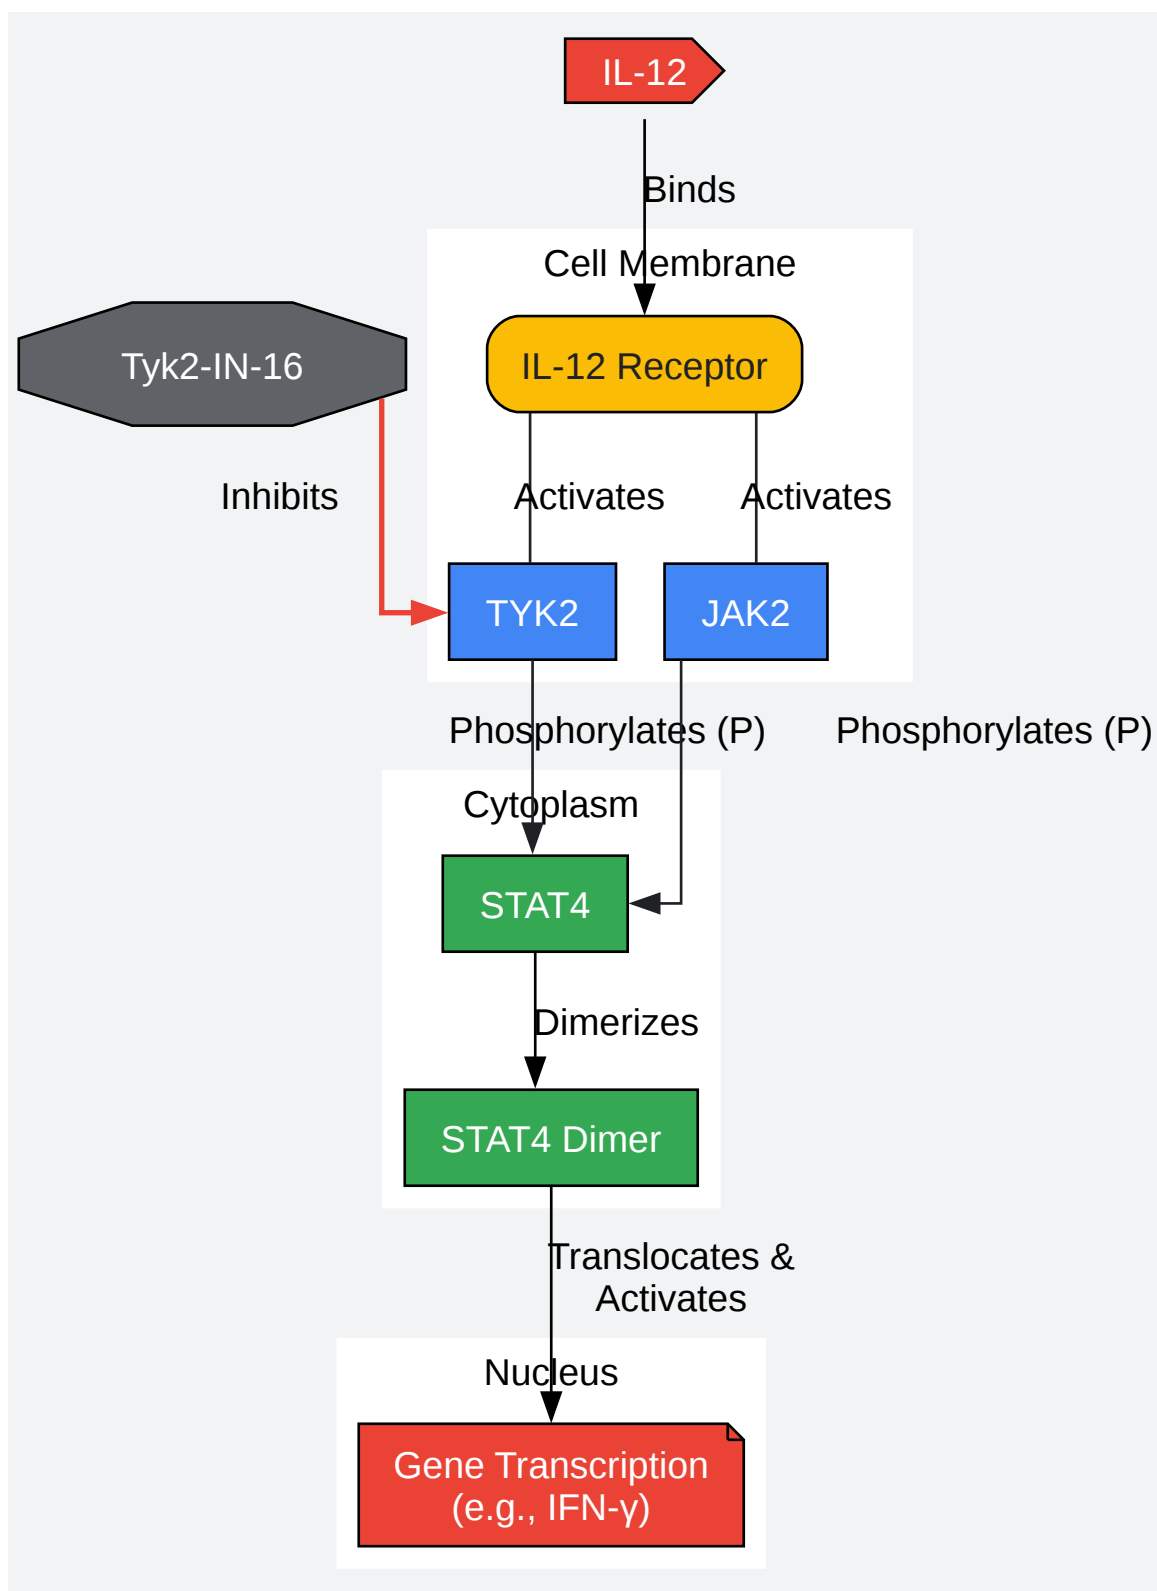 IL-12
Binds
Cell Membrane
Tyk2-IN-16
IL-12 Receptor
Inhibits
Activates
Activates
TYK2
JAK2
Phosphorylates (P)
Phosphorylates (P)
Cytoplasm
STAT4
Dimerizes
STAT4 Dimer
Translocates &
Activates
Nucleus
Gene Transcription
(e.g., IFN-γ)